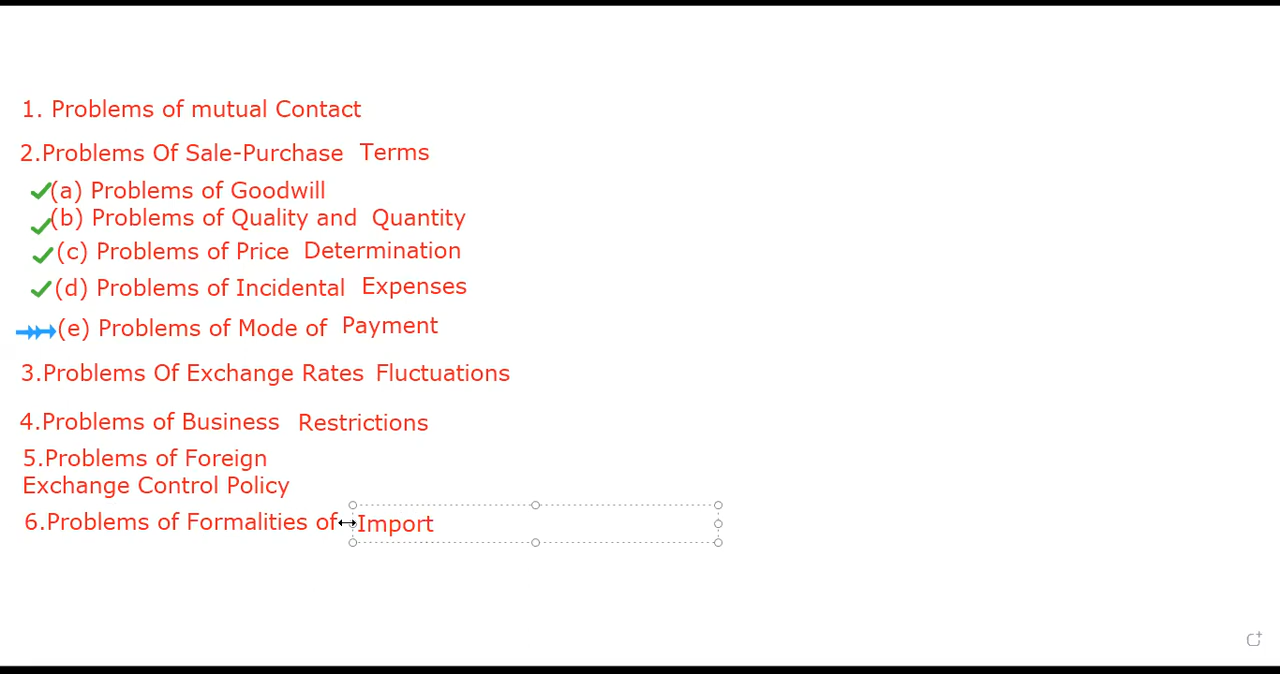 1. Problems of mutual Contact
2.Problems Of Sale-Purchase Terms
(a) Problems of Goodwill
(b) Problems of Quality and Quantity
(c) Problems of Price Determination
(d) Problems of Incidental Expenses
(e) Problems of Mode of Payment
3.Problems Of Exchange Rates Fluctuations
4.Problems of Business Restrictions
5.Problems of Foreign
Exchange Control Policy
6.Problems of Formalities of Import